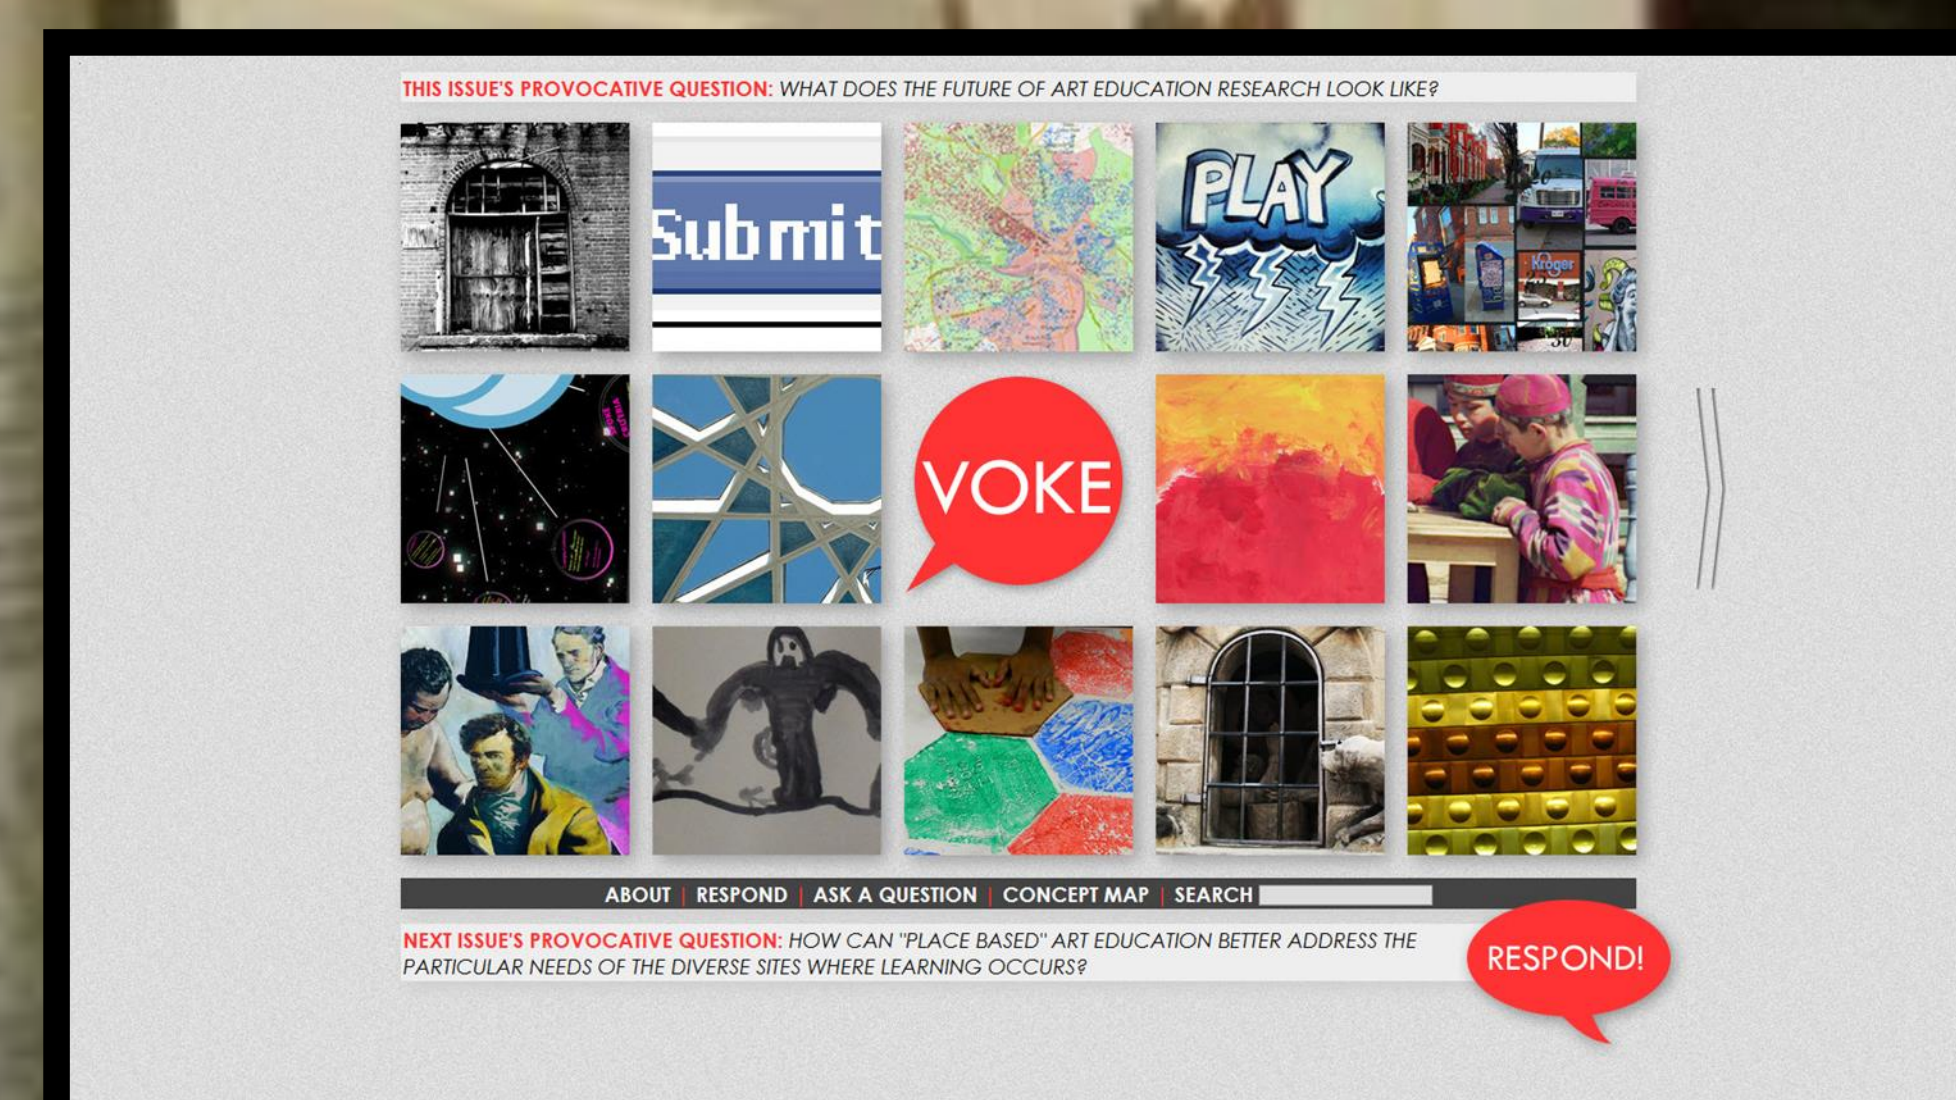 THIS ISSUE'S PROVOCATIVE QUESTION: WHAT DOES THE FUTURE OF ART EDUCATION RESEARCH LOOK LIKE?
Submit
PLAY
Kroger
VOKE
ABOUT | RESPOND | ASK A QUESTION | CONCEPT MAP | SEARCH
NEXT ISSUE'S PROVOCATIVE QUESTION: HOW CAN "PLACE BASED" ART EDUCATION BETTER ADDRESS THE
PARTICULAR NEEDS OF THE DIVERSE SITES WHERE LEARNING OCCURS?
RESPOND!